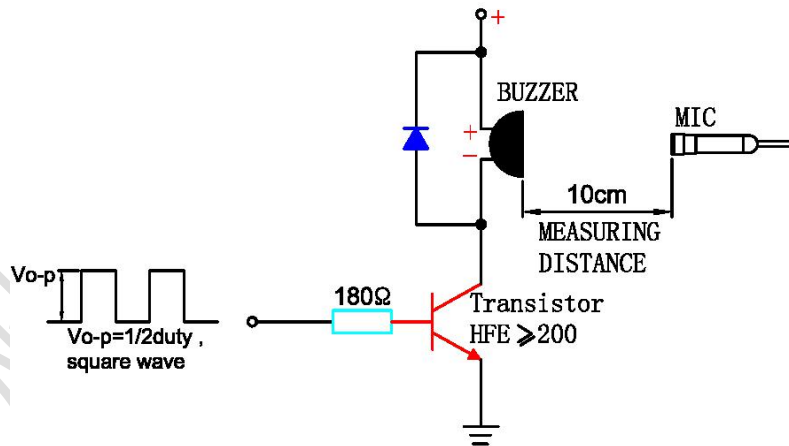 +
BUZZER
+
−
MIC
10cm
MEASURING
DISTANCE
Vo-p
180Ω
Transistor
HFE ⩾200
Vo-p=1/2duty ,
square wave